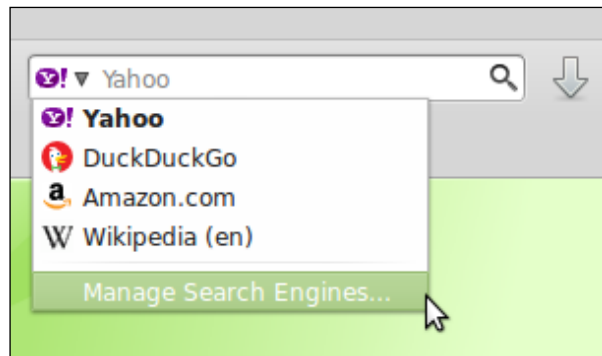 Y! Yahoo
Y! Yahoo
DuckDuckGo
a Amazon.com
W Wikipedia (en)
Manage Search Engines...